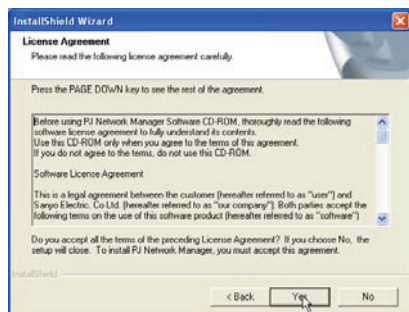 InstallShield Wizard
License Agreement
Please read the following license agreement carefully.
Press the PAGE DOWN key to see the rest of the agreement.
Before using PJ Network Manager Software CD-ROM, thoroughly read the following
software license agreement to fully understand its contents.
Use this CD-ROM only when you agree to the terms of this agreement.
If you do not agree to the terms, do not use this CD-ROM.
Software License Agreement
This is a legal agreement between the customer (hereafter referred to as "user") and
Sanyo Electric. Co Ltd. (hereafter referred to as "our company"). Both parties accept the
following terms on the use of this software product (hereafter referred to as "software")
Do you accept all the terms of the preceding License Agreement? If you choose No, the
setup will close. To install PJ Network Manager, you must accept this agreement.
InstallShield
< Back Yes No